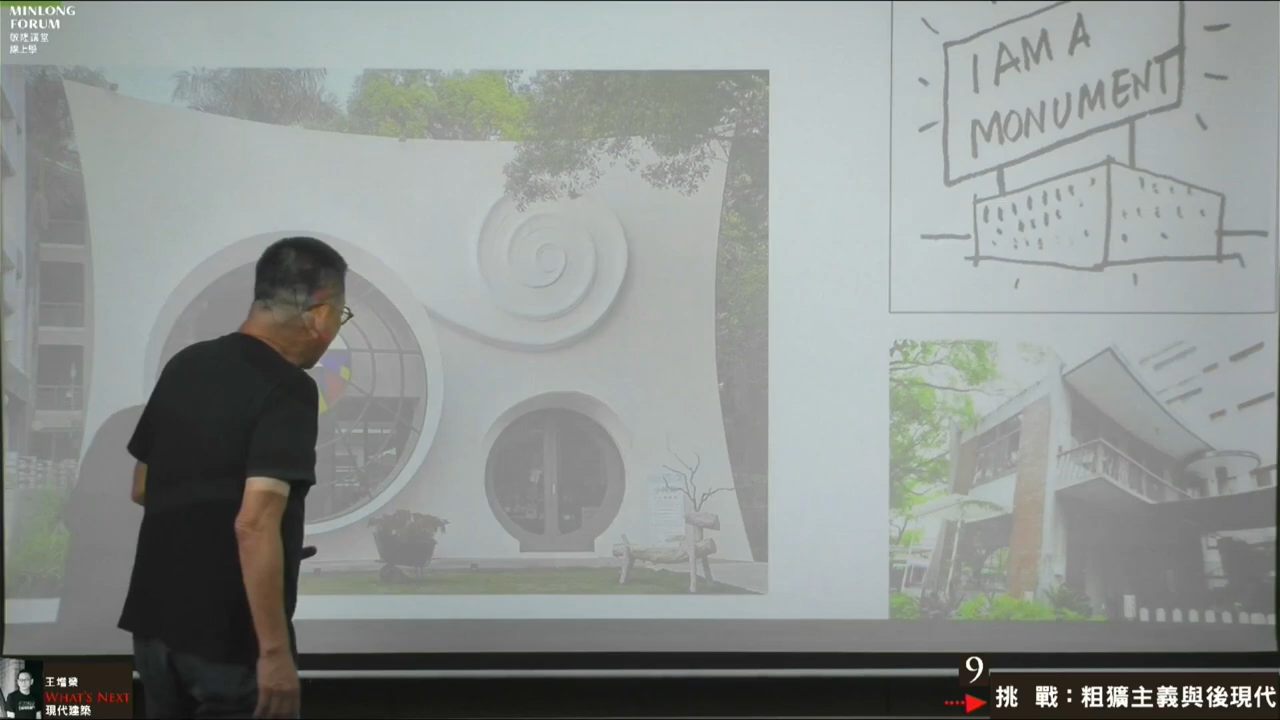 MINLONG
FORUM
敏隆講堂
線上學
I AM A
MONUMENT
王增榮
WHAT'S NEXT
現代建築
9
挑 戰：粗獷主義與後現代